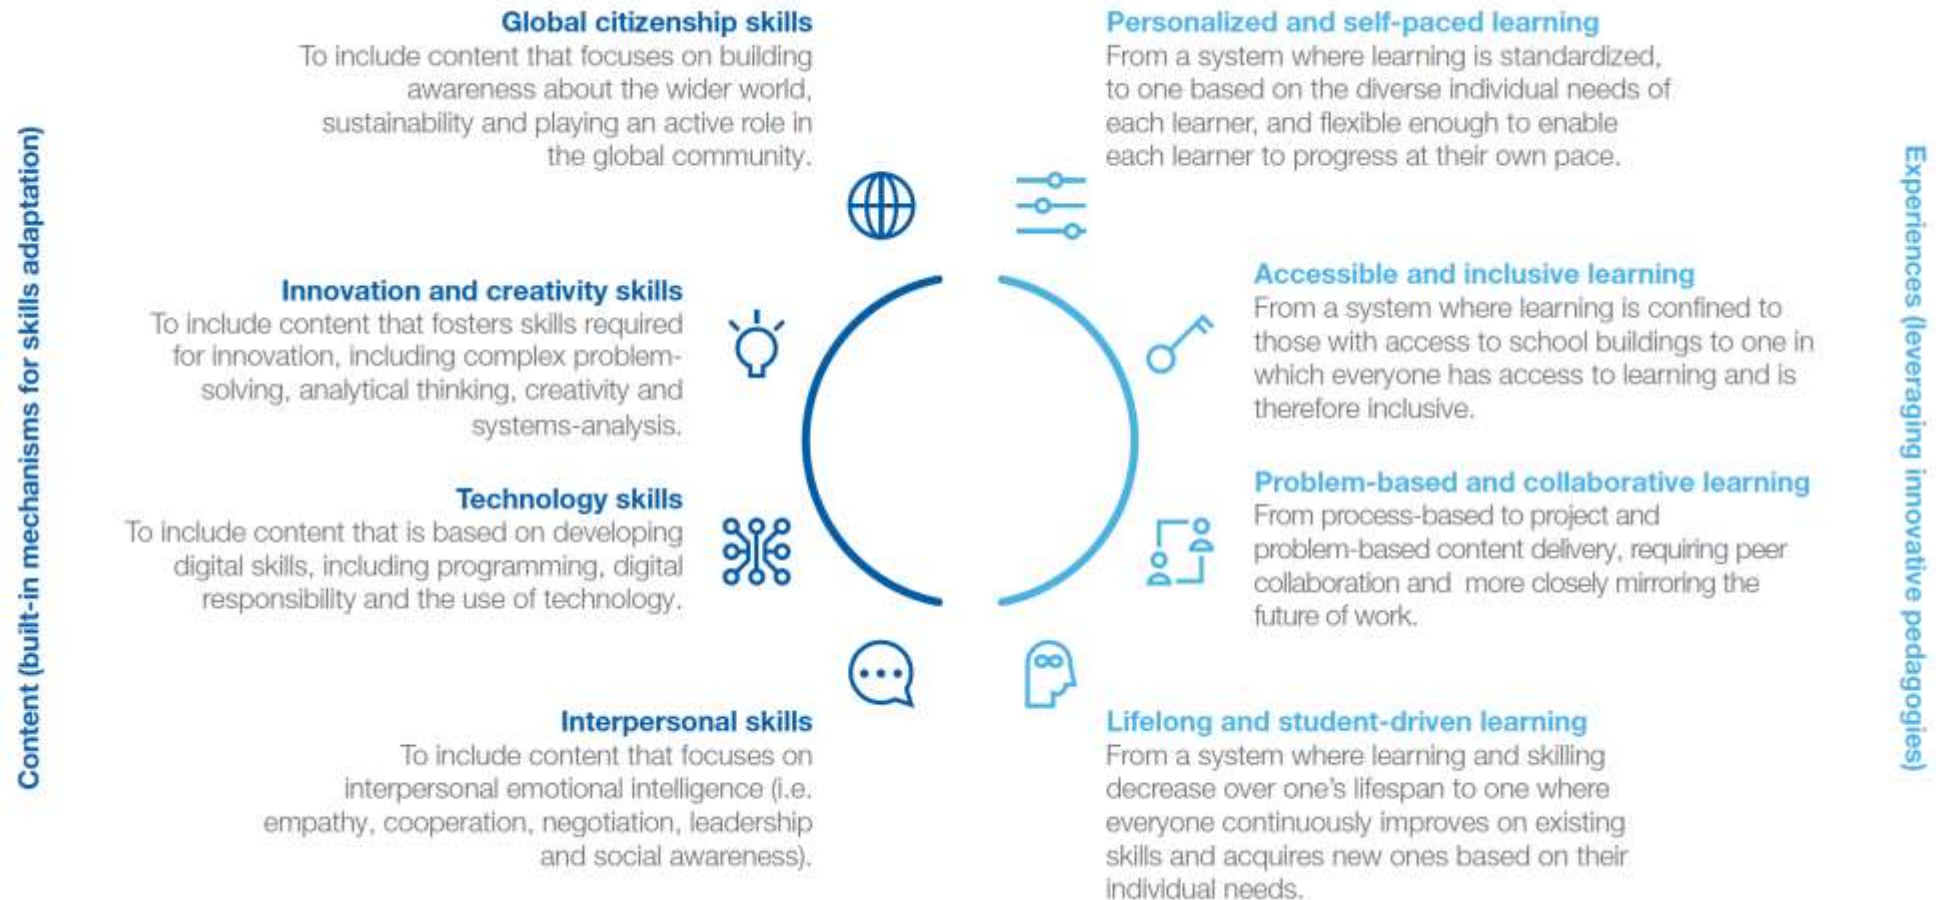 Content (built-in mechanisms for skills adaptation)
Global citizenship skills
To include content that focuses on building
awareness about the wider world,
sustainability and playing an active role in
the global community.
Innovation and creativity skills
To include content that fosters skills required
for innovation, including complex problem-
solving, analytical thinking, creativity and
systems-analysis.
Technology skills
To include content that is based on developing
digital skills, including programming, digital
responsibility and the use of technology.
Interpersonal skills
To include content that focuses on
interpersonal emotional intelligence (i.e.
empathy, cooperation, negotiation, leadership
and social awareness).
Personalized and self-paced learning
From a system where learning is standardized,
to one based on the diverse individual needs of
each learner, and flexible enough to enable
each learner to progress at their own pace.
Accessible and inclusive learning
From a system where learning is confined to
those with access to school buildings to one in
which everyone has access to learning and is
therefore inclusive.
Problem-based and collaborative learning
From process-based to project and
problem-based content delivery, requiring peer
collaboration and more closely mirroring the
future of work.
Lifelong and student-driven learning
From a system where learning and skilling
decrease over one's lifespan to one where
everyone continuously improves on existing
skills and acquires new ones based on their
individual needs.
Experiences (leveraging innovative pedagogies)